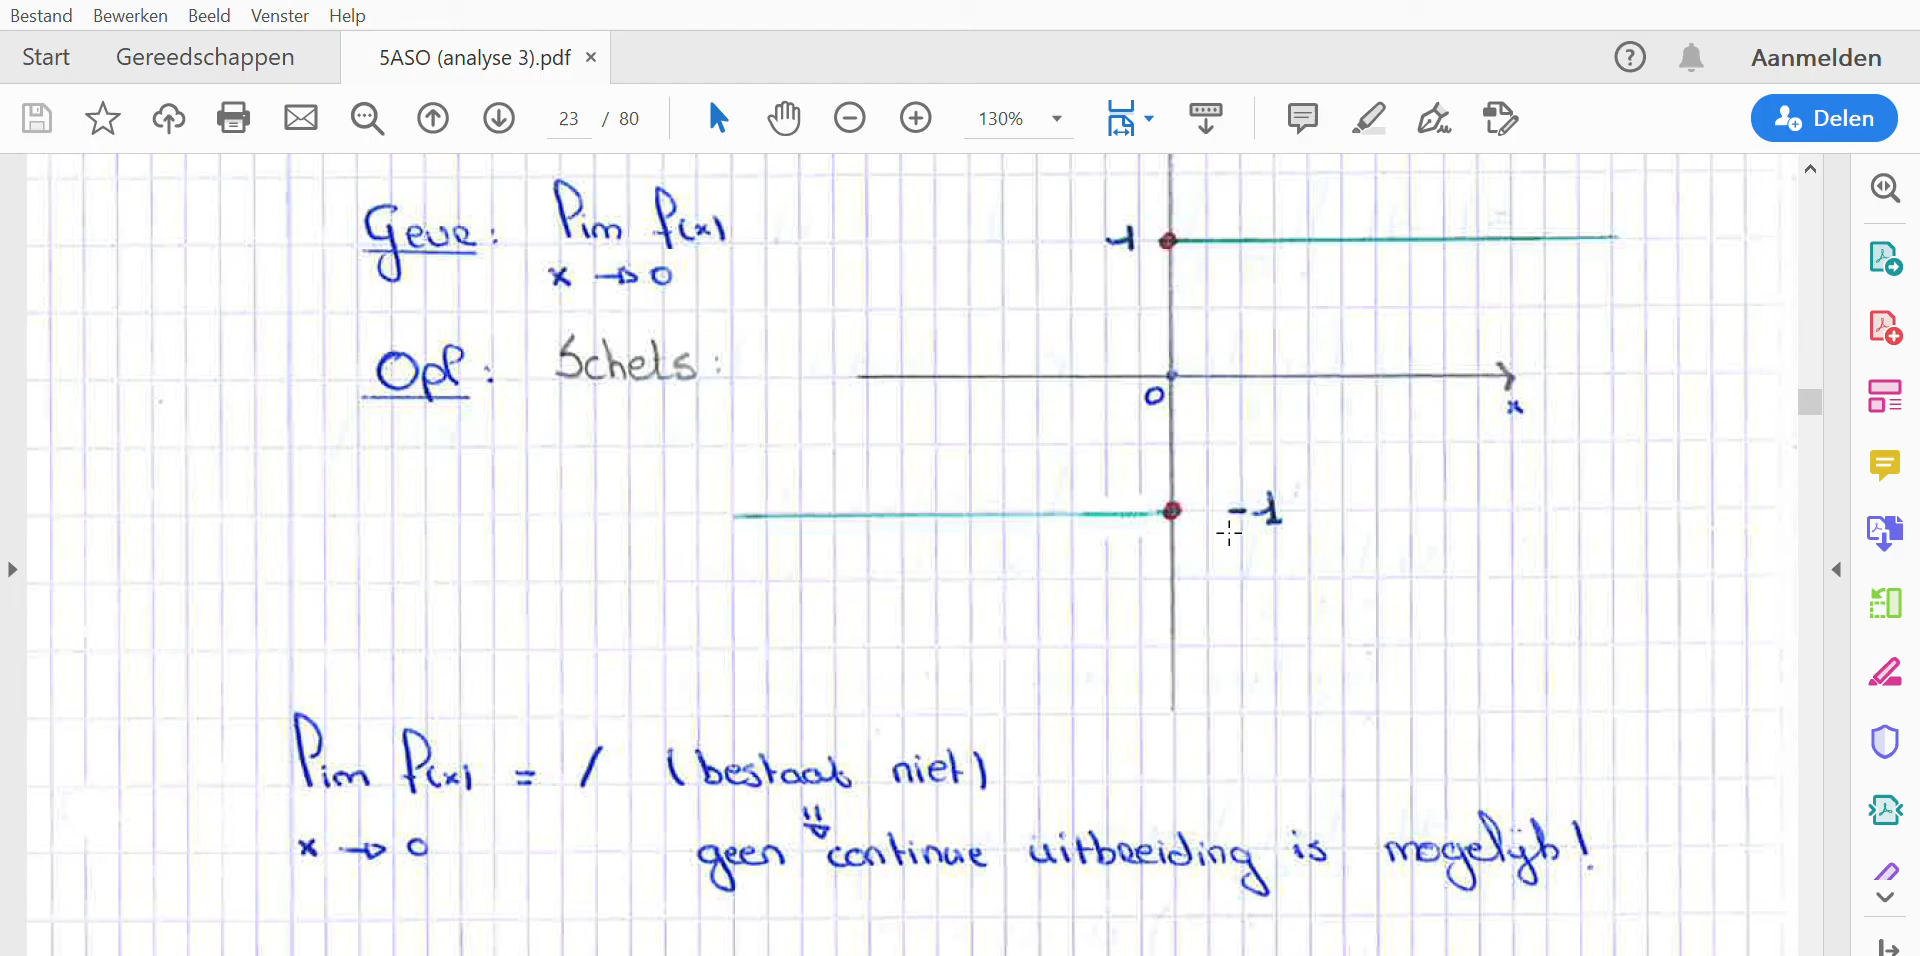 Bestand Bewerken Beeld Venster Help
Start Gereedschappen 5ASO (analyse 3).pdf × Aanmelden
23 / 80 130% Delen
Geve: lim f(x)
x → 0
1
Opl: Schets:
0
x
-1
lim f(x) = / (bestaat niet)
x → 0
geen continue uitbreiding is mogelijk!